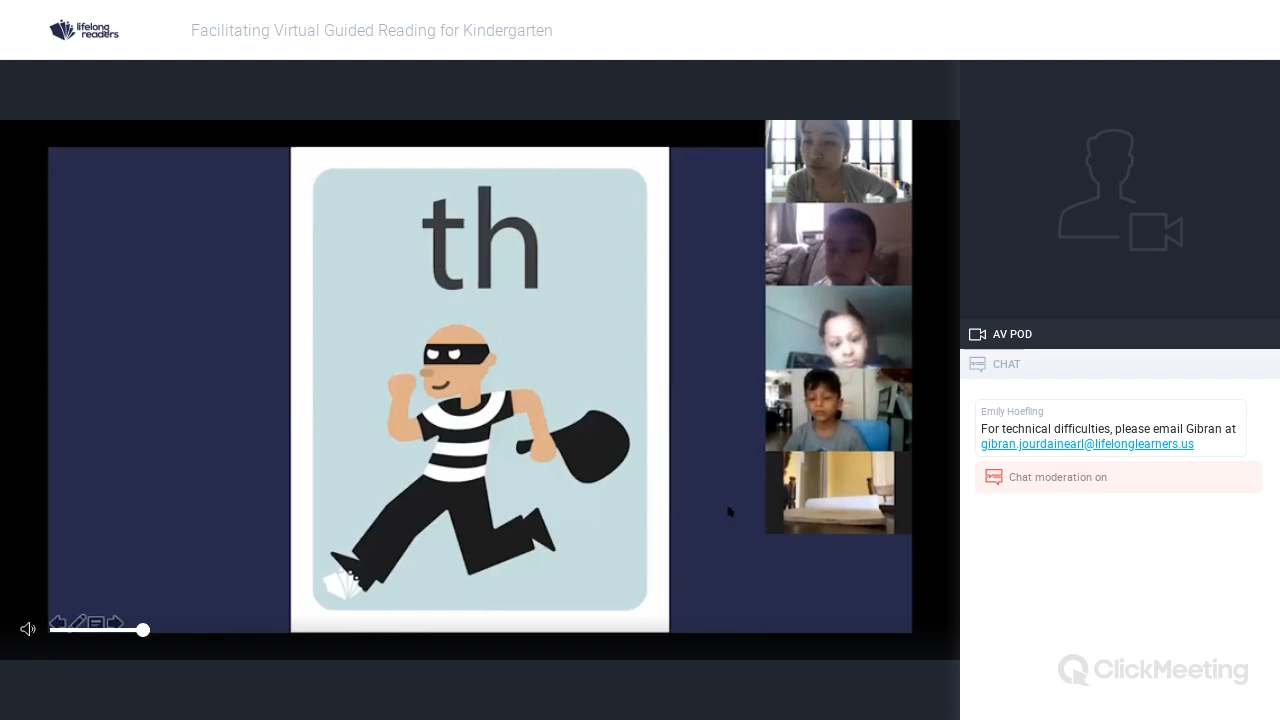 lifelong
readers
Facilitating Virtual Guided Reading for Kindergarten
th
AV POD
CHAT
Emily Hoefling
For technical difficulties, please email Gibran at
gibran.jourdainearl@lifelonglearners.us
Chat moderation on
ClickMeeting